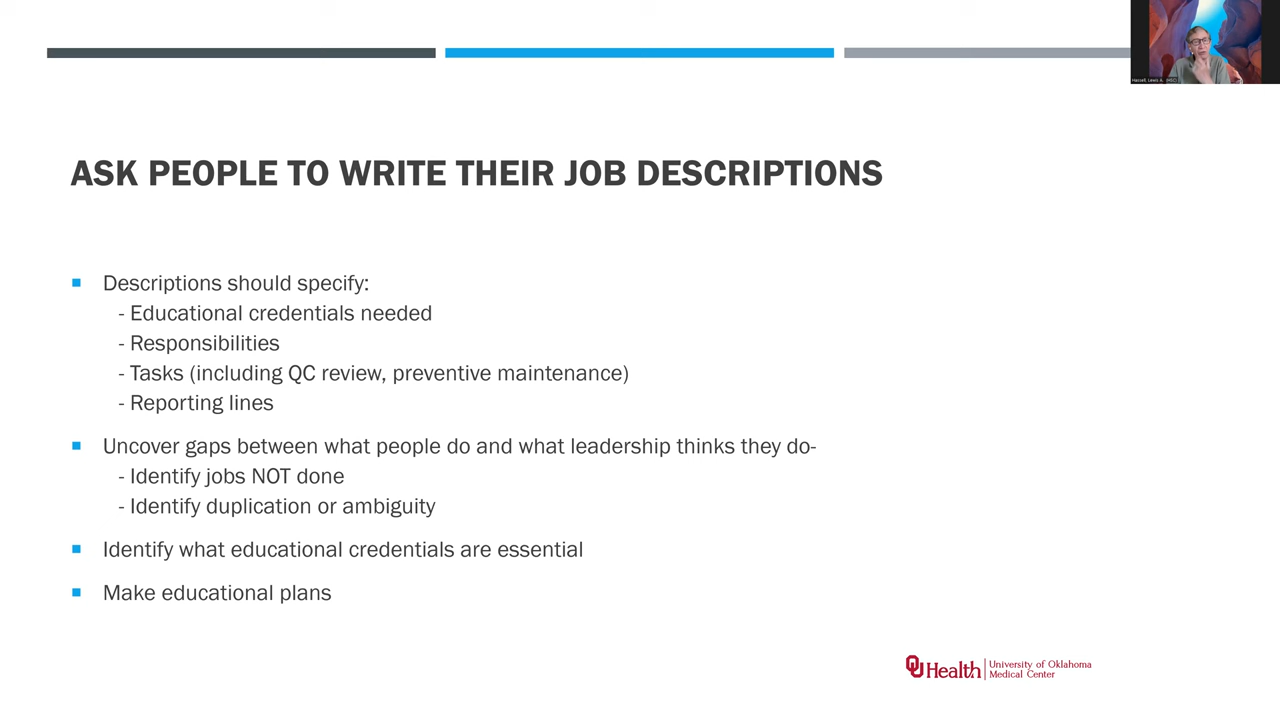 Hassell, Lewis A. (HSC)
ASK PEOPLE TO WRITE THEIR JOB DESCRIPTIONS
Descriptions should specify:
- Educational credentials needed
- Responsibilities
- Tasks (including QC review, preventive maintenance)
- Reporting lines
Uncover gaps between what people do and what leadership thinks they do-
- Identify jobs NOT done
- Identify duplication or ambiguity
Identify what educational credentials are essential
Make educational plans
OU Health University of Oklahoma
Medical Center